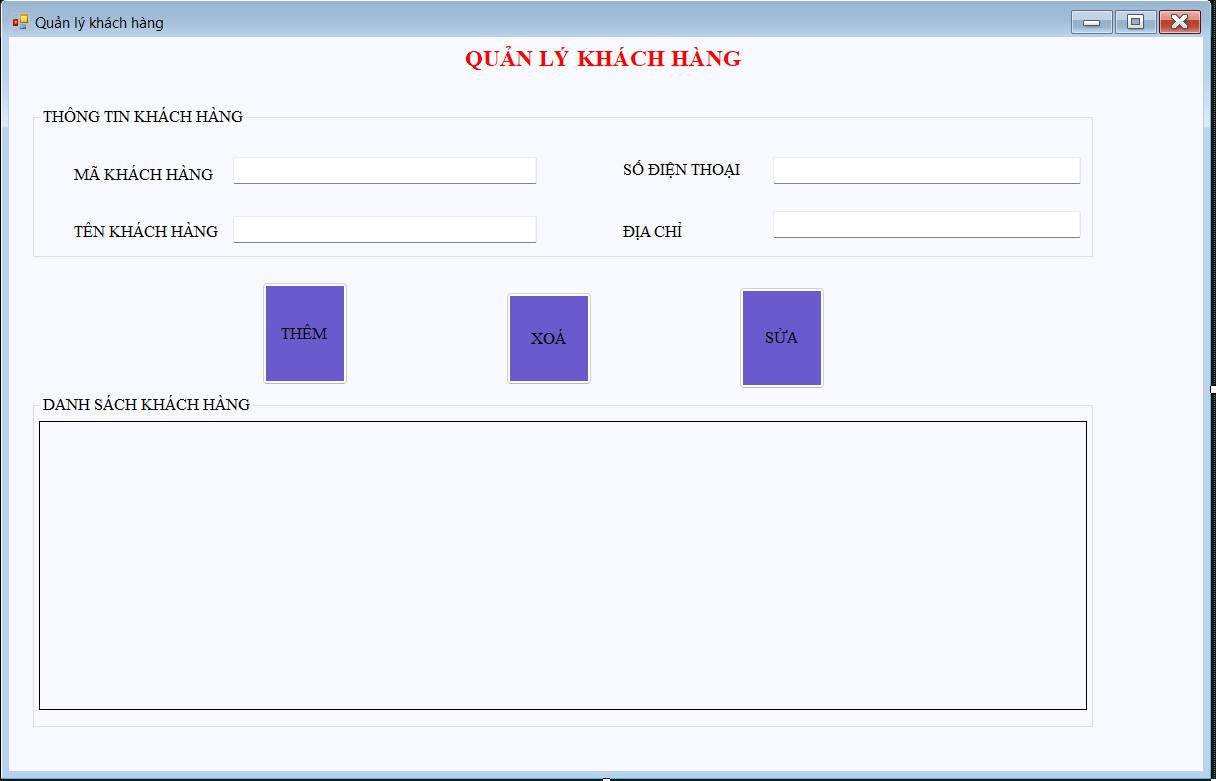 Quản lý khách hàng
QUẢN LÝ KHÁCH HÀNG
THÔNG TIN KHÁCH HÀNG
MÃ KHÁCH HÀNG
SỐ ĐIỆN THOẠI
TÊN KHÁCH HÀNG
ĐỊA CHỈ
THÊM
XOÁ
SỬA
DANH SÁCH KHÁCH HÀNG